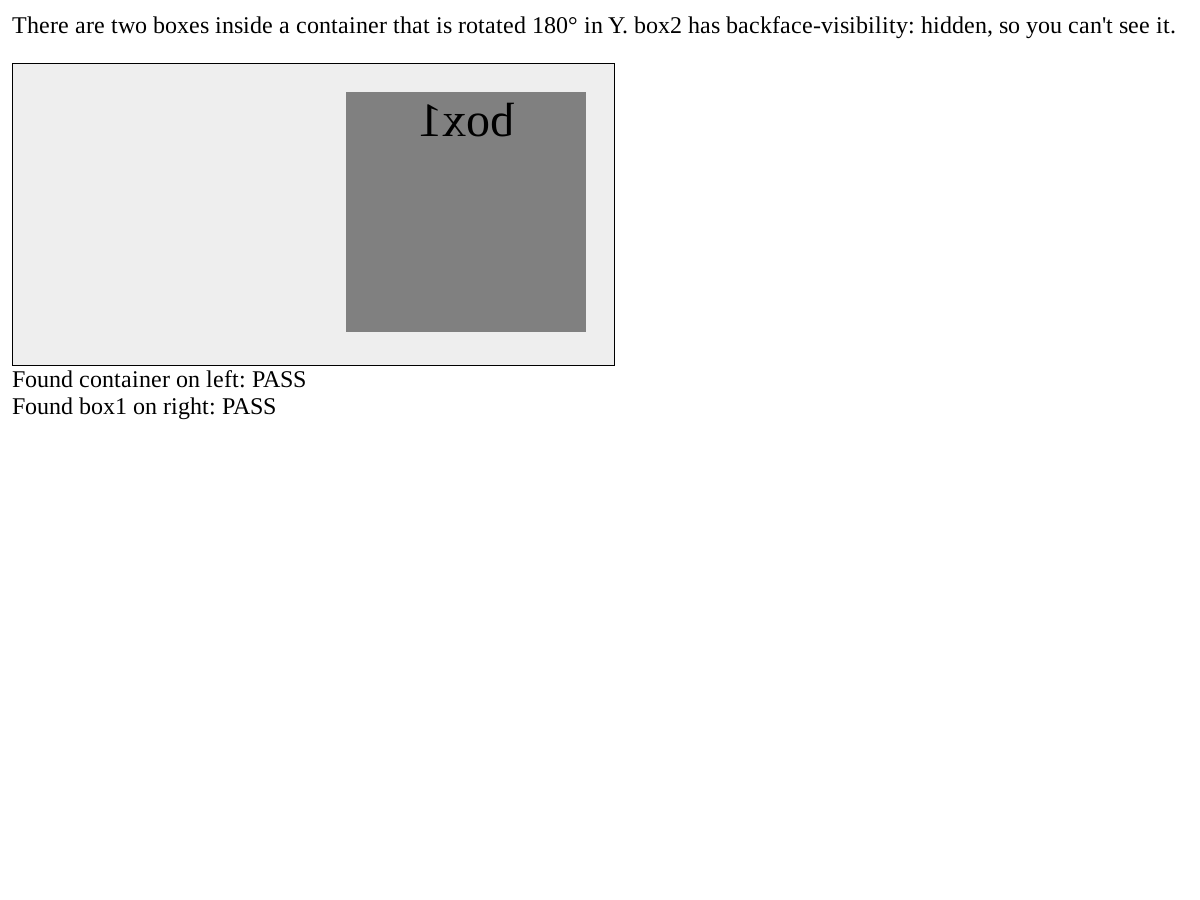 There are two boxes inside a container that is rotated 180° in Y. box2 has backface-visibility: hidden, so you can't see it.
box1
Found container on left: PASS
Found box1 on right: PASS